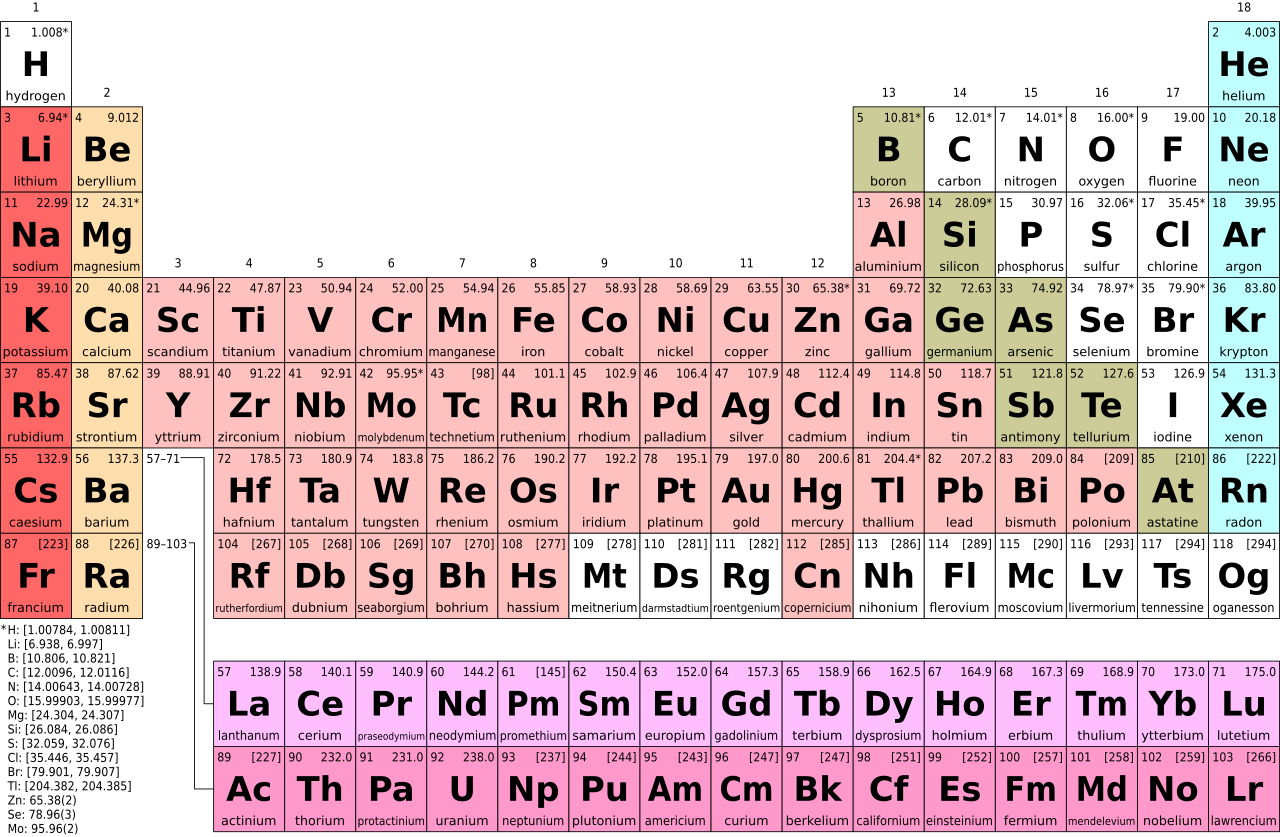 1 18
1 1.008* 2 4.003
H He
hydrogen 2 13 14 15 16 17 helium
3 6.94* 4 9.012 5 10.81* 6 12.01* 7 14.01* 8 16.00* 9 19.00 10 20.18
Li Be B C N O F Ne
lithium beryllium boron carbon nitrogen oxygen fluorine neon
11 22.99 12 24.31* 13 26.98 14 28.09* 15 30.97 16 32.06* 17 35.45* 18 39.95
Na Mg Al Si P S Cl Ar
sodium magnesium 3 4 5 6 7 8 9 10 11 12 aluminium silicon phosphorus sulfur chlorine argon
19 39.10 20 40.08 21 44.96 22 47.87 23 50.94 24 52.00 25 54.94 26 55.85 27 58.93 28 58.69 29 63.55 30 65.38* 31 69.72 32 72.63 33 74.92 34 78.97* 35 79.90* 36 83.80
K Ca Sc Ti V Cr Mn Fe Co Ni Cu Zn Ga Ge As Se Br Kr
potassium calcium scandium titanium vanadium chromium manganese iron cobalt nickel copper zinc gallium germanium arsenic selenium bromine krypton
37 85.47 38 87.62 39 88.91 40 91.22 41 92.91 42 95.95* 43 [98] 44 101.1 45 102.9 46 106.4 47 107.9 48 112.4 49 114.8 50 118.7 51 121.8 52 127.6 53 126.9 54 131.3
Rb Sr Y Zr Nb Mo Tc Ru Rh Pd Ag Cd In Sn Sb Te I Xe
rubidium strontium yttrium zirconium niobium molybdenum technetium ruthenium rhodium palladium silver cadmium indium tin antimony tellurium iodine xenon
55 132.9 56 137.3 57–71 72 178.5 73 180.9 74 183.8 75 186.2 76 190.2 77 192.2 78 195.1 79 197.0 80 200.6 81 204.4* 82 207.2 83 209.0 84 [209] 85 [210] 86 [222]
Cs Ba Hf Ta W Re Os Ir Pt Au Hg Tl Pb Bi Po At Rn
caesium barium hafnium tantalum tungsten rhenium osmium iridium platinum gold mercury thallium lead bismuth polonium astatine radon
87 [223] 88 [226] 89–103 104 [267] 105 [268] 106 [269] 107 [270] 108 [277] 109 [278] 110 [281] 111 [282] 112 [285] 113 [286] 114 [289] 115 [290] 116 [293] 117 [294] 118 [294]
Fr Ra Rf Db Sg Bh Hs Mt Ds Rg Cn Nh Fl Mc Lv Ts Og
francium radium rutherfordium dubnium seaborgium bohrium hassium meitnerium darmstadtium roentgenium copernicium nihonium flerovium moscovium livermorium tennessine oganesson
*H: [1.00784, 1.00811]
Li: [6.938, 6.997]
B: [10.806, 10.821]
C: [12.0096, 12.0116]
N: [14.00643, 14.00728]
O: [15.99903, 15.99977]
Mg: [24.304, 24.307]
Si: [26.084, 26.086]
S: [32.059, 32.076]
Cl: [35.446, 35.457]
Br: [79.901, 79.907]
Tl: [204.382, 204.385]
Zn: 65.38(2)
Se: 78.96(3)
Mo: 95.96(2)
57 138.9 58 140.1 59 140.9 60 144.2 61 [145] 62 150.4 63 152.0 64 157.3 65 158.9 66 162.5 67 164.9 68 167.3 69 168.9 70 173.0 71 175.0
La Ce Pr Nd Pm Sm Eu Gd Tb Dy Ho Er Tm Yb Lu
lanthanum cerium praseodymium neodymium promethium samarium europium gadolinium terbium dysprosium holmium erbium thulium ytterbium lutetium
89 [227] 90 232.0 91 231.0 92 238.0 93 [237] 94 [244] 95 [243] 96 [247] 97 [247] 98 [251] 99 [252] 100 [257] 101 [258] 102 [259] 103 [266]
Ac Th Pa U Np Pu Am Cm Bk Cf Es Fm Md No Lr
actinium thorium protactinium uranium neptunium plutonium americium curium berkelium californium einsteinium fermium mendelevium nobelium lawrencium